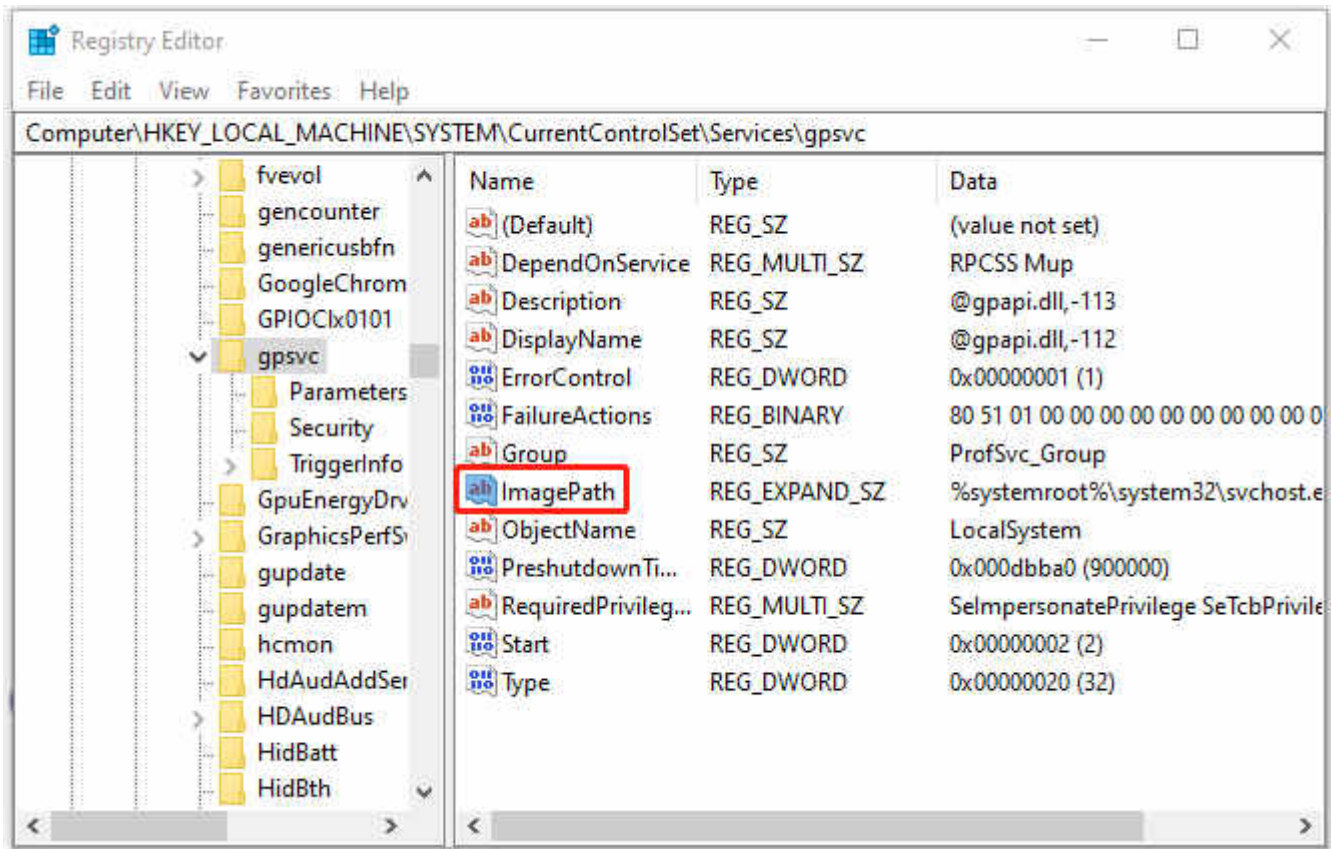 Registry Editor
File Edit View Favorites Help
Computer\HKEY_LOCAL_MACHINE\SYSTEM\CurrentControlSet\Services\gpsvc
fvevol
gencounter
genericusbfn
GoogleChrom
GPIOClx0101
gpsvc
Parameters
Security
TriggerInfo
GpuEnergyDrv
GraphicsPerfS
gupdate
gupdatem
hcmon
HdAudAddSer
HDAudBus
HidBatt
HidBth
Name Type Data
(Default) REG_SZ (value not set)
DependOnService REG_MULTI_SZ RPCSS Mup
Description REG_SZ @gpapi.dll,-113
DisplayName REG_SZ @gpapi.dll,-112
ErrorControl REG_DWORD 0x00000001 (1)
FailureActions REG_BINARY 80 51 01 00 00 00 00 00 00 00 00 00 0
Group REG_SZ ProfSvc_Group
ImagePath REG_EXPAND_SZ %systemroot%\system32\svchost.e
ObjectName REG_SZ LocalSystem
PreshutdownTi... REG_DWORD 0x000dbba0 (900000)
RequiredPrivileg... REG_MULTI_SZ SeImpersonatePrivilege SeTcbPrivile
Start REG_DWORD 0x00000002 (2)
Type REG_DWORD 0x00000020 (32)